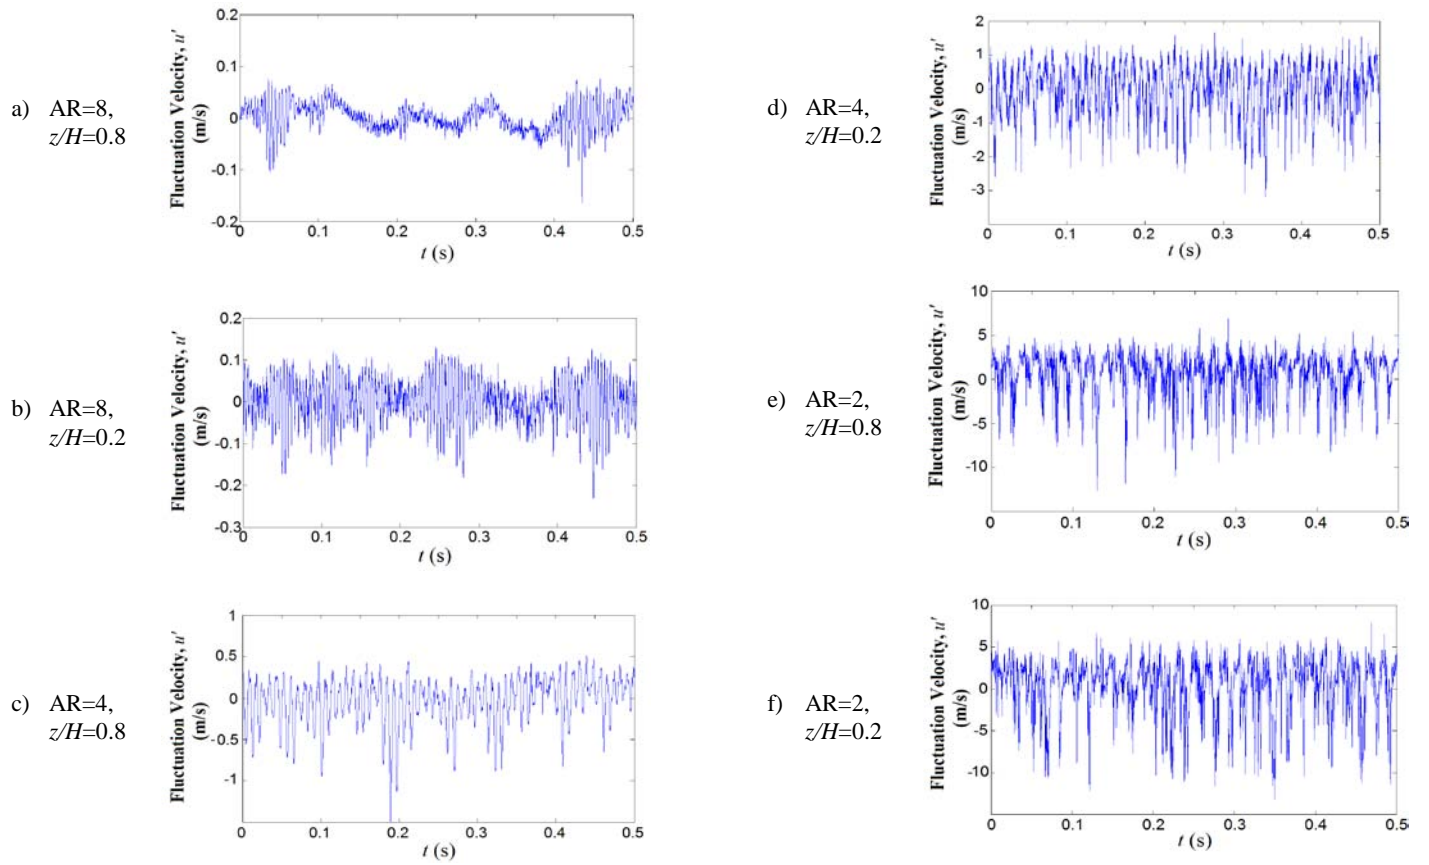 a) AR=8,
z/H=0.8
Fluctuation Velocity, u'
(m/s)
0.2
0.1
0
-0.1
-0.2
0 0.1 0.2 0.3 0.4 0.5
t (s)
b) AR=8,
z/H=0.2
Fluctuation Velocity, u'
(m/s)
0.2
0.1
0
-0.1
-0.2
-0.3
0 0.1 0.2 0.3 0.4 0.5
t (s)
c) AR=4,
z/H=0.8
Fluctuation Velocity, u'
(m/s)
1
0.5
0
-0.5
-1
0 0.1 0.2 0.3 0.4 0.5
t (s)
d) AR=4,
z/H=0.2
Fluctuation Velocity, u'
(m/s)
2
1
0
-1
-2
-3
0 0.1 0.2 0.3 0.4 0.5
t (s)
e) AR=2,
z/H=0.8
Fluctuation Velocity, u'
(m/s)
10
5
0
-5
-10
0 0.1 0.2 0.3 0.4 0.5
t (s)
f) AR=2,
z/H=0.2
Fluctuation Velocity, u'
(m/s)
10
5
0
-5
-10
0 0.1 0.2 0.3 0.4 0.5
t (s)